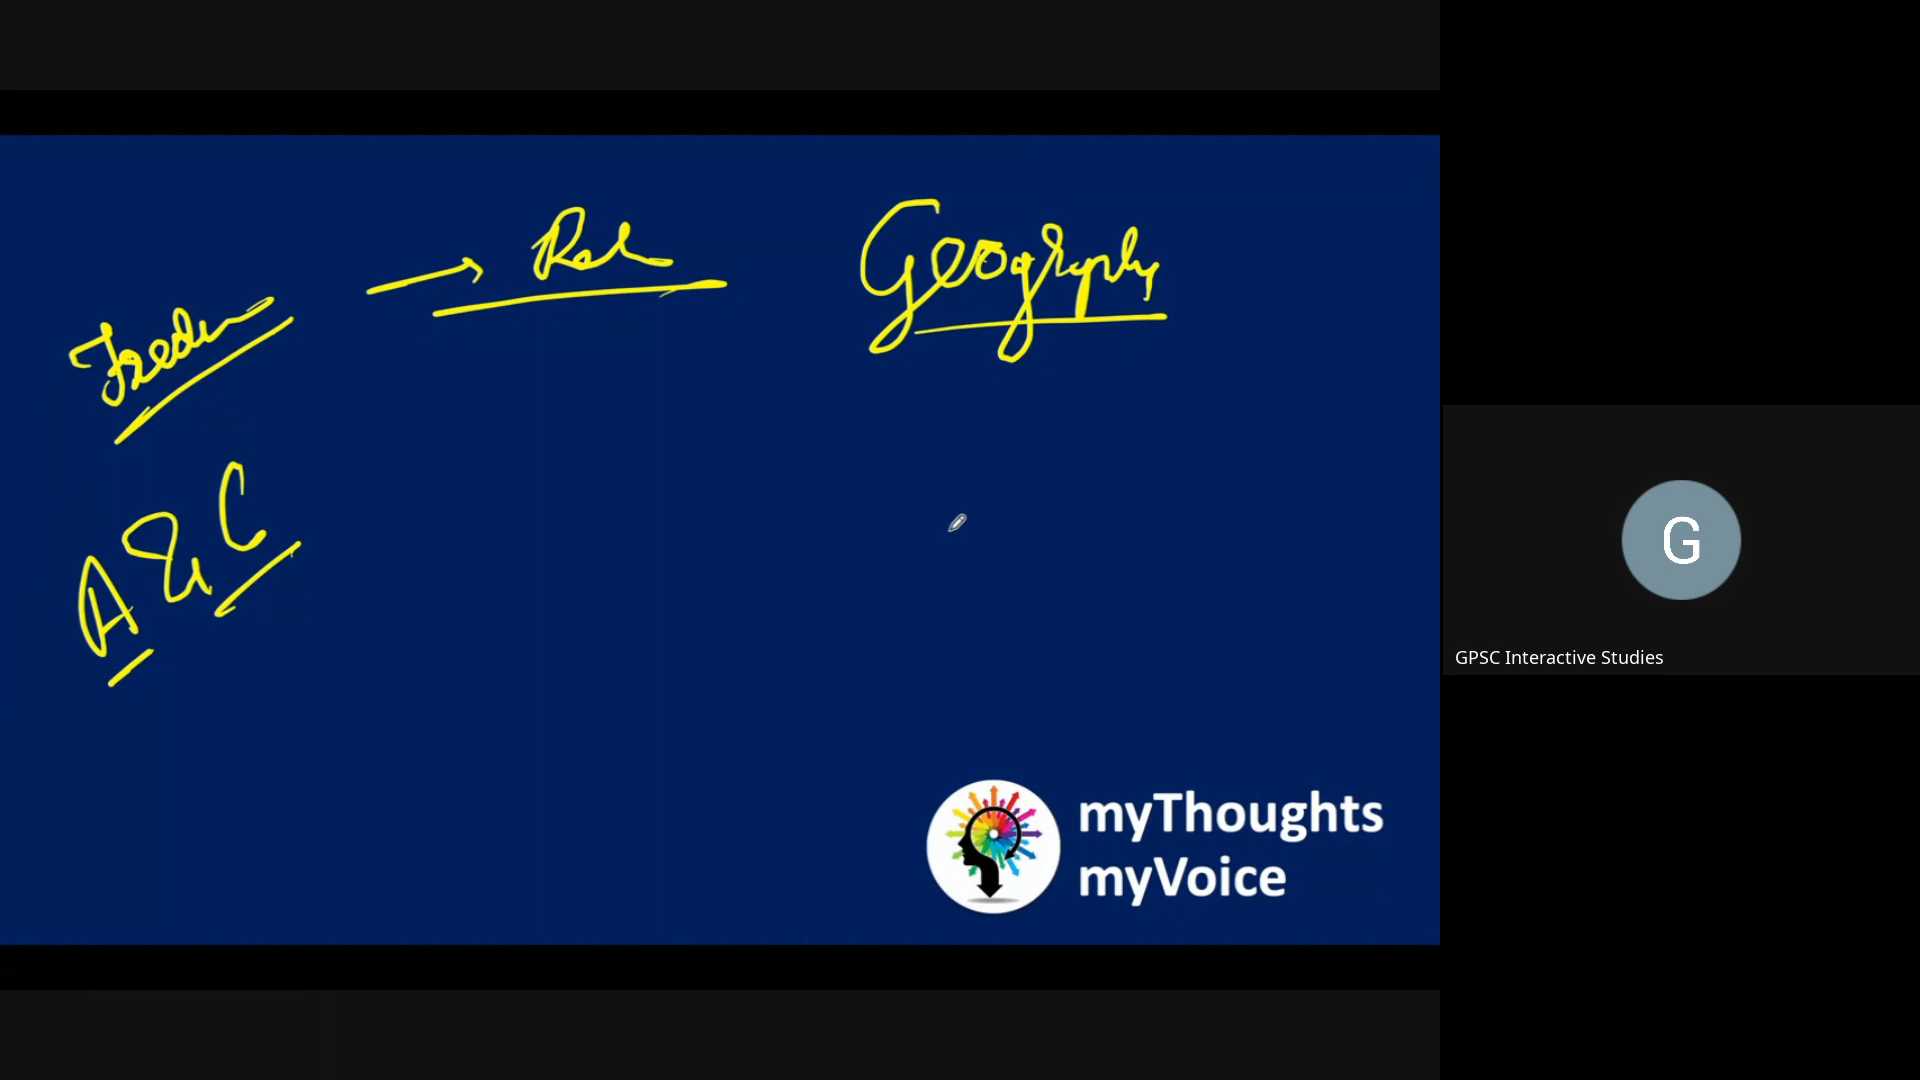 Geography
A & C
myThoughts
myVoice
G
GPSC Interactive Studies